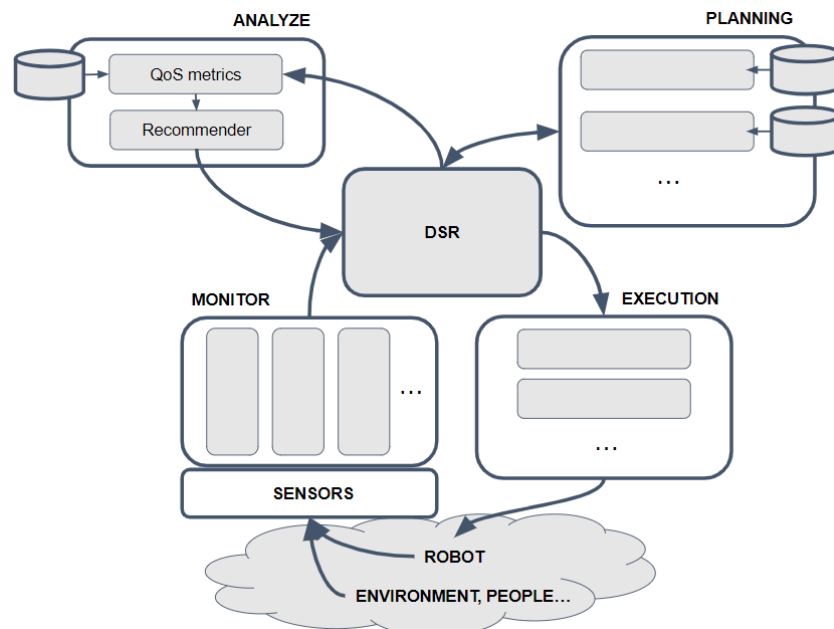 ANALYZE
PLANNING
QoS metrics
Recommender
...
DSR
MONITOR
EXECUTION
...
...
SENSORS
ROBOT
ENVIRONMENT, PEOPLE...